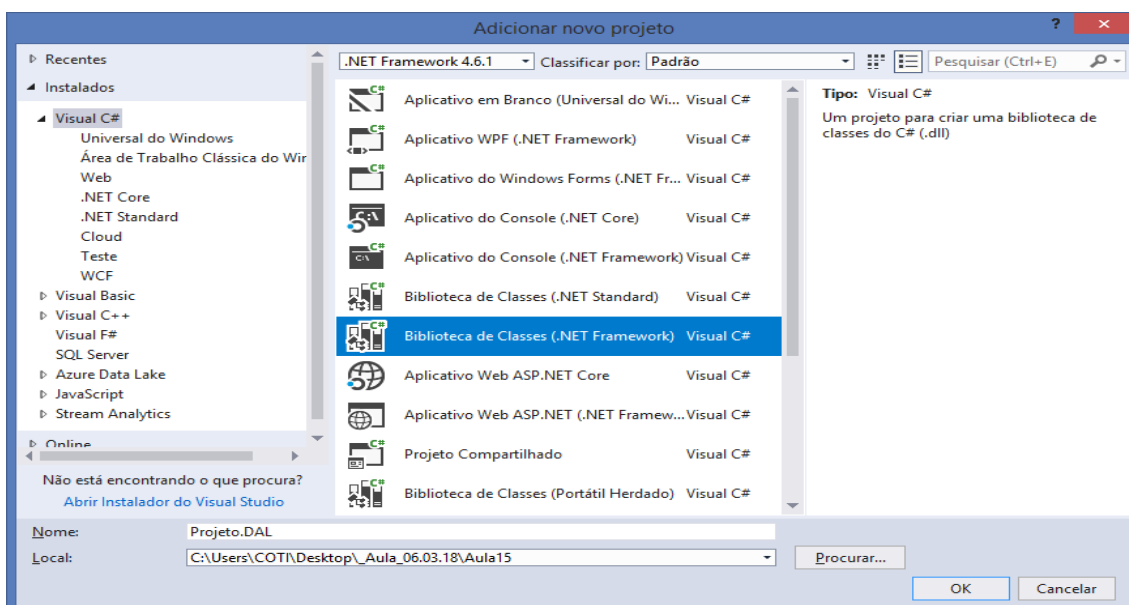 Adicionar novo projeto
?
Recentes
Instalados
Visual C#
Universal do Windows
Área de Trabalho Clássica do Wir
Web
.NET Core
.NET Standard
Cloud
Teste
WCF
Visual Basic
Visual C++
Visual F#
SQL Server
Azure Data Lake
JavaScript
Stream Analytics
Online
Não está encontrando o que procura?
Abrir Instalador do Visual Studio
.NET Framework 4.6.1 Classificar por: Padrão
Pesquisar (Ctrl+E)
Aplicativo em Branco (Universal do Wi... Visual C#
Aplicativo WPF (.NET Framework) Visual C#
Aplicativo do Windows Forms (.NET Fr... Visual C#
Aplicativo do Console (.NET Core) Visual C#
Aplicativo do Console (.NET Framework) Visual C#
Biblioteca de Classes (.NET Standard) Visual C#
Biblioteca de Classes (.NET Framework) Visual C#
Aplicativo Web ASP.NET Core Visual C#
Aplicativo Web ASP.NET (.NET Framew... Visual C#
Projeto Compartilhado Visual C#
Biblioteca de Classes (Portátil Herdado) Visual C#
Tipo: Visual C#
Um projeto para criar uma biblioteca de
classes do C# (.dll)
Nome: Projeto.DAL
Local: C:\Users\COTI\Desktop\_Aula_06.03.18\Aula15
Procurar...
OK Cancelar